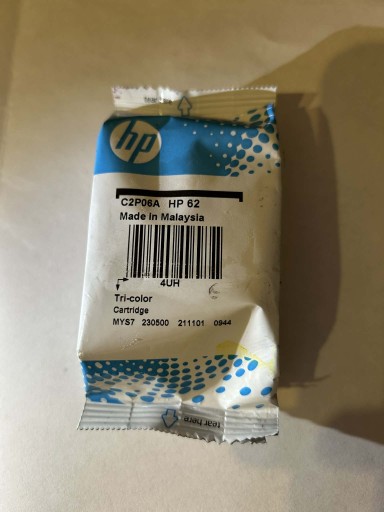 tear here
hp
C2P06A HP 62
Made in Malaysia
4UH
Tri-color
Cartridge
MYS7 230500 211101 0944
tear here